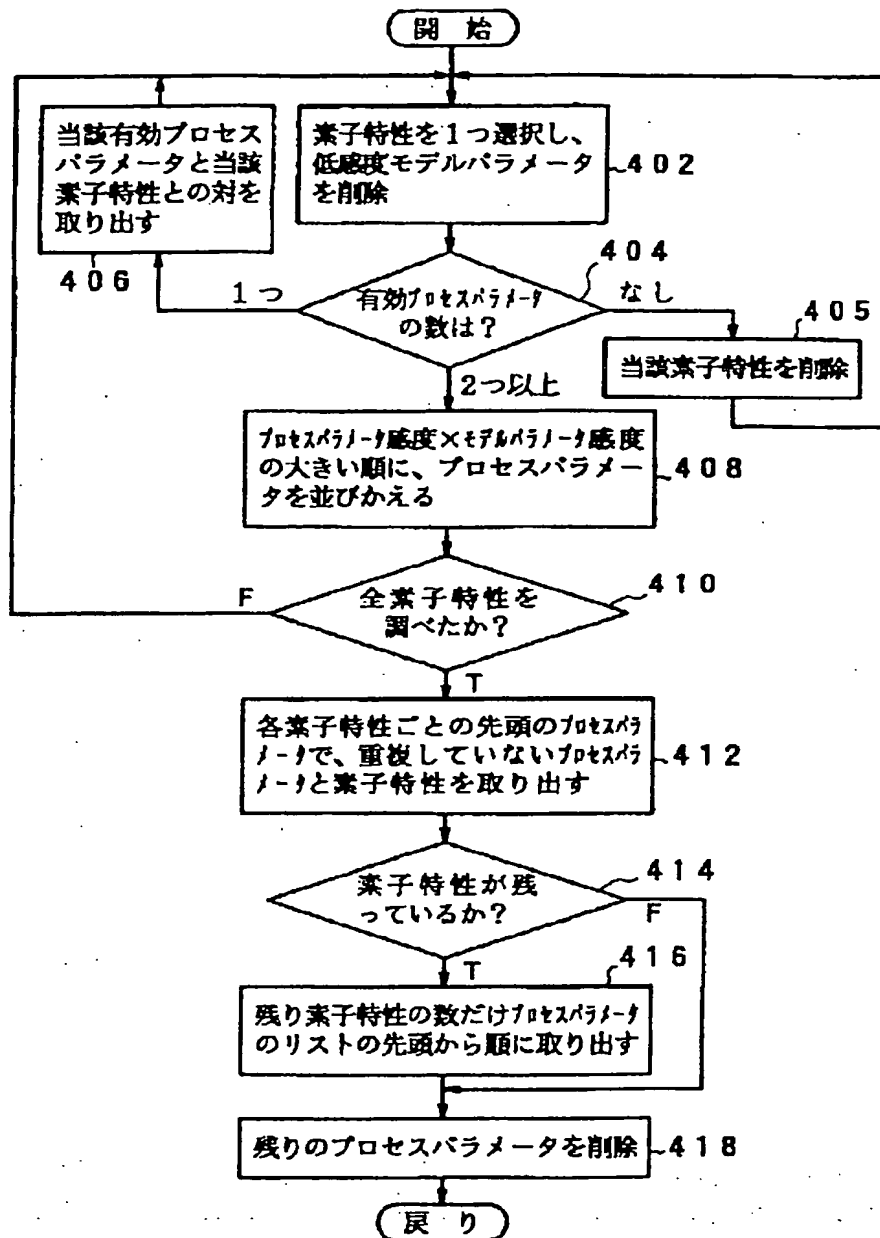 開 始
当該有効プロセス
パラメータと当該
素子特性との対を
取り出す
406
素子特性を1つ選択し、
低感度モデルパラメータ
を削除
402
404
有効プロセスパラメータ
の数は?
1つ
なし
405
当該素子特性を削除
2つ以上
プロセスパラメータ感度×モデルパラメータ感度
の大きい順に、プロセスパラメー
タを並びかえる
408
410
全素子特性を
調べたか?
F
T
各素子特性ごとの先頭のプロセスパラ
メータで、重複していないプロセスパラ
メータと素子特性を取り出す
412
414
素子特性が残
っているか?
F
T
416
残り素子特性の数だけプロセスパラメータ
のリストの先頭から順に取り出す
残りのプロセスパラメータを削除
418
戻 り